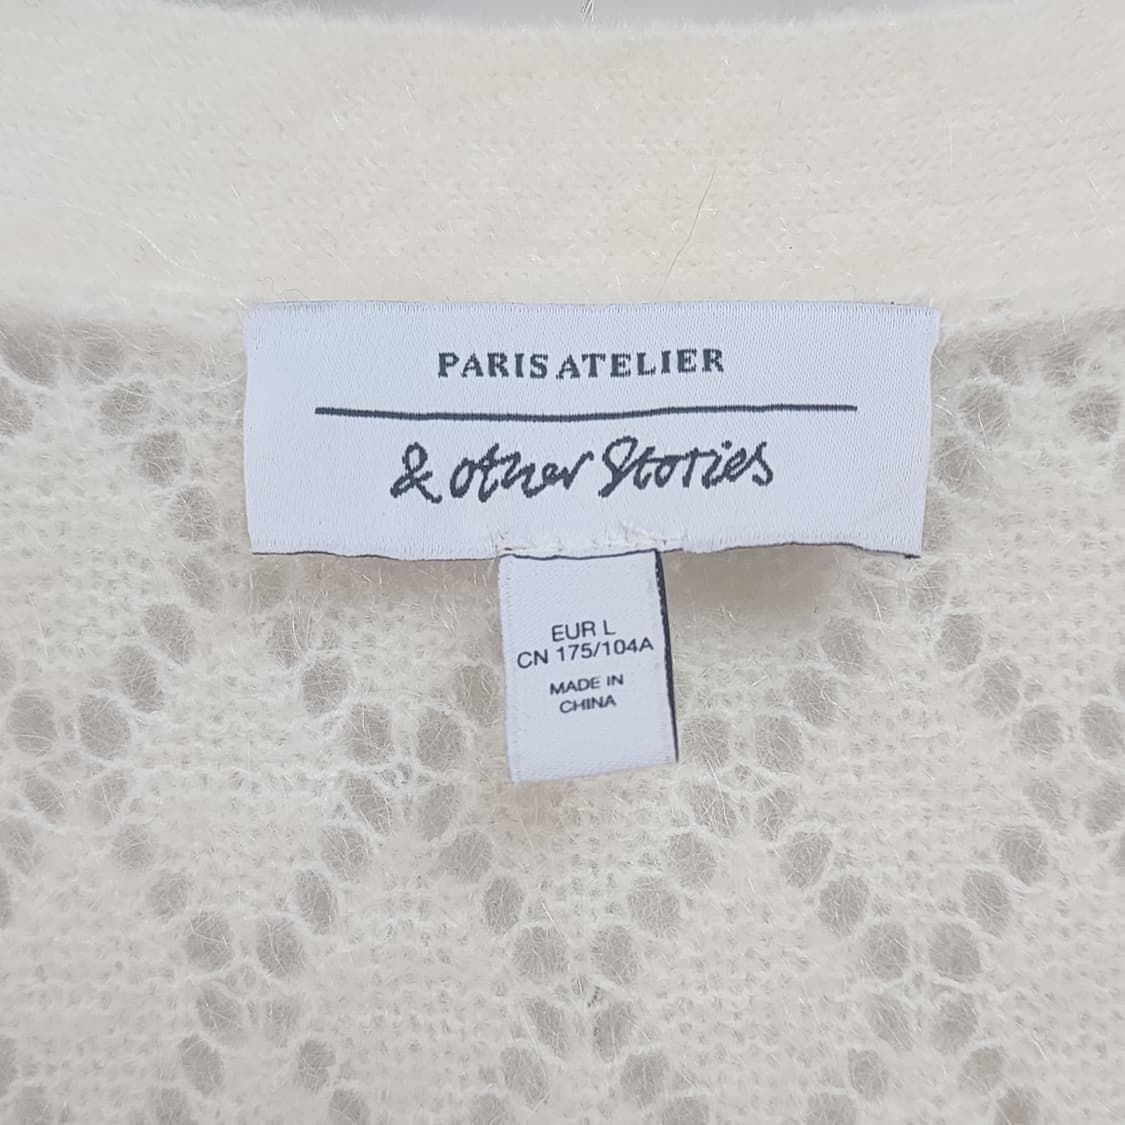 PARIS ATELIER
& other Stories
EUR L
CN 175/104A
MADE IN
CHINA